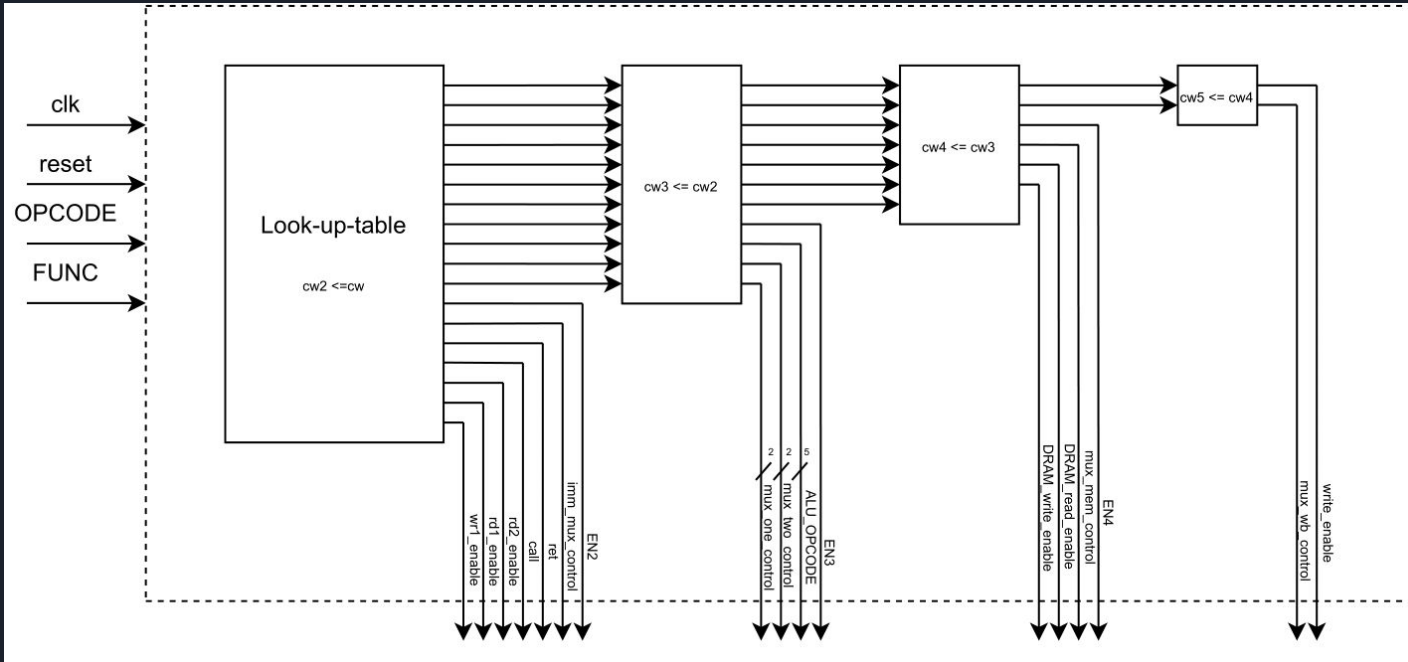 clk
reset
OPCODE
FUNC
Look-up-table
cw2 <=cw
cw3 <= cw2
cw4 <= cw3
cw5 <= cw4
wr1_enable
rd1_enable
rd2_enable
call
ret
imm_mux_control
EN2
2
2
5
mux_one_control
mux_two_control
ALU_OPCODE
EN3
DRAM_write_enable
DRAM_read_enable
mux_mem_control
EN4
mux_wb_control
write_enable